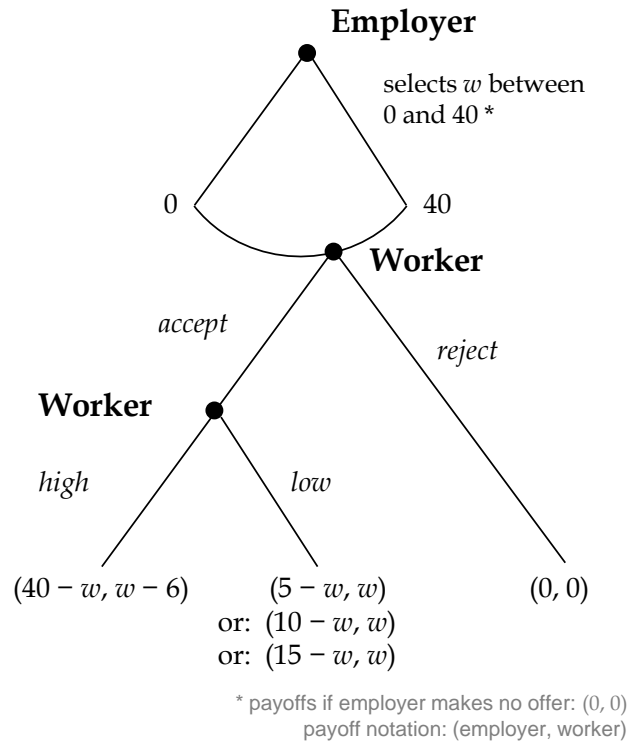 Employer
selects w between
0 and 40 *
0
40
Worker
accept
reject
Worker
high
low
(40 − w, w − 6)
(5 − w, w)
(0, 0)
or: (10 − w, w)
or: (15 − w, w)
* payoffs if employer makes no offer: (0, 0)
payoff notation: (employer, worker)